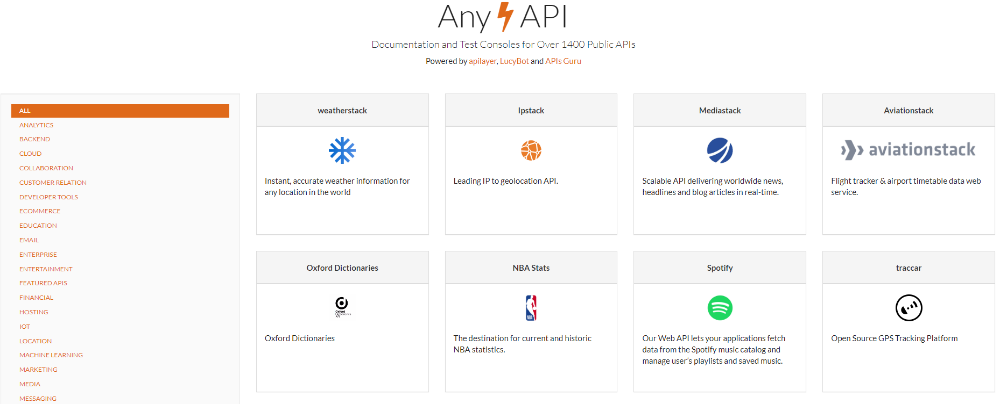 Any API
Documentation and Test Consoles for Over 1400 Public APIs
Powered by apilayer, LucyBot and APIs Guru
ALL
ANALYTICS
BACKEND
CLOUD
COLLABORATION
CUSTOMER RELATION
DEVELOPER TOOLS
ECOMMERCE
EDUCATION
EMAIL
ENTERPRISE
ENTERTAINMENT
FEATURED APIS
FINANCIAL
HOSTING
IOT
LOCATION
MACHINE LEARNING
MARKETING
MEDIA
MESSAGING
weatherstack
Instant, accurate weather information for
any location in the world
Ipstack
Leading IP to geolocation API.
Mediastack
Scalable API delivering worldwide news,
headlines and blog articles in real-time.
Aviationstack
aviationstack
Flight tracker & airport timetable data web
service.
Oxford Dictionaries
Oxford
Dictionaries
API
Oxford Dictionaries
NBA Stats
NBA
The destination for current and historic
NBA statistics.
Spotify
Our Web API lets your applications fetch
data from the Spotify music catalog and
manage user’s playlists and saved music.
traccar
Open Source GPS Tracking Platform